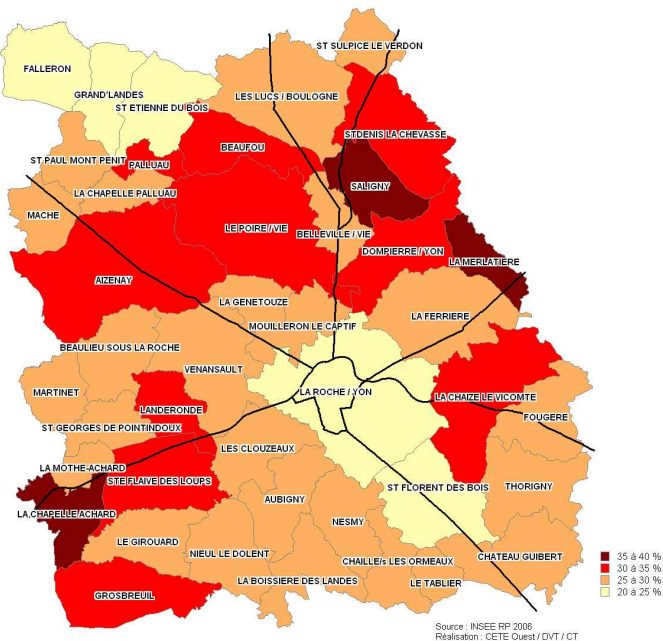 ST SULPICE LE VERDON
FALLERON
GRAND'LANDES
LES LUCS / BOULOGNE
ST ETIENNE DU BOIS
ST DENIS LA CHEVASSE
BEAUFOU
ST PAUL MONT PENIT
PALLUAU
SALIGNY
LA CHAPELLE PALLUAU
MACHE
LE POIRE / VIE
BELLEVILLE / VIE
DOMPIERRE / YON
LA MERLATIERE
AIZENAY
LA GENETOUZE
LA FERRIERE
MOUILLERON LE CAPTIF
BEAULIEU SOUS LA ROCHE
VENANSAULT
MARTINET
LA ROCHE / YON
LA CHAIZE LE VICOMTE
LANDERONDE
FOUGERE
ST GEORGES DE POINTINDOUX
LES CLOUZEAUX
LA MOTHE-ACHARD
STE FLAIVE DES LOUPS
ST FLORENT DES BOIS
THORIGNY
AUBIGNY
LA CHAPELLE ACHARD
NESMY
LE GIROUARD
NIEUL LE DOLENT
CHATEAU GUIBERT
CHAILLE/s LES ORMEAUX
LA BOISSIERE DES LANDES
LE TABLIER
GROSBREUIL
35 à 40 %
30 à 35 %
25 à 30 %
20 à 25 %
Source : INSEE RP 2006
Réalisation : CETE Ouest / DVT / CT